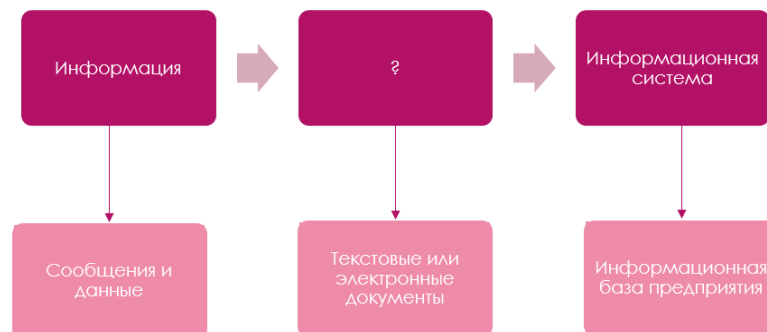 Информация
?
Информационная
система
Сообщения и
данные
Текстовые или
электронные
документы
Информационная
база предприятия